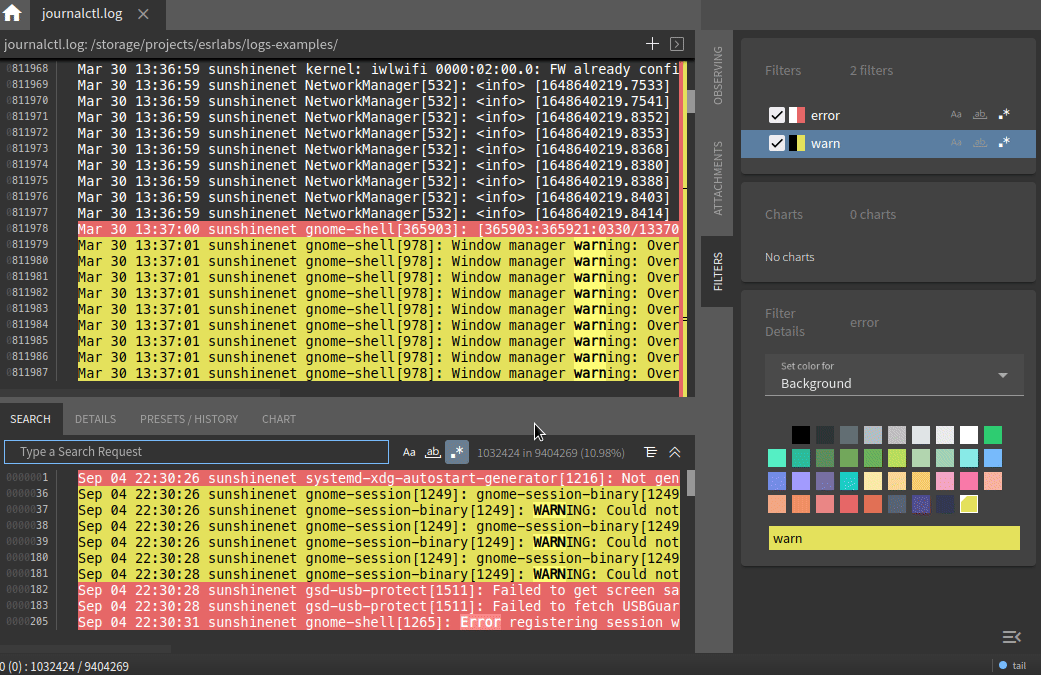 journalctl.log
journalctl.log: /storage/projects/esrlabs/logs-examples/
0811968 Mar 30 13:36:59 sunshinenet kernel: iwlwifi 0000:02:00.0: FW already confi
0811969 Mar 30 13:36:59 sunshinenet NetworkManager[532]: <info> [1648640219.7533]
0811970 Mar 30 13:36:59 sunshinenet NetworkManager[532]: <info> [1648640219.7541]
0811971 Mar 30 13:36:59 sunshinenet NetworkManager[532]: <info> [1648640219.8352]
0811972 Mar 30 13:36:59 sunshinenet NetworkManager[532]: <info> [1648640219.8353]
0811973 Mar 30 13:36:59 sunshinenet NetworkManager[532]: <info> [1648640219.8368]
0811974 Mar 30 13:36:59 sunshinenet NetworkManager[532]: <info> [1648640219.8380]
0811975 Mar 30 13:36:59 sunshinenet NetworkManager[532]: <info> [1648640219.8388]
0811976 Mar 30 13:36:59 sunshinenet NetworkManager[532]: <info> [1648640219.8403]
0811977 Mar 30 13:36:59 sunshinenet NetworkManager[532]: <info> [1648640219.8414]
0811978 Mar 30 13:37:00 sunshinenet gnome-shell[365903]: [365903:365921:0330/13370
0811979 Mar 30 13:37:01 sunshinenet gnome-shell[978]: Window manager warning: Over
0811980 Mar 30 13:37:01 sunshinenet gnome-shell[978]: Window manager warning: Over
0811981 Mar 30 13:37:01 sunshinenet gnome-shell[978]: Window manager warning: Over
0811982 Mar 30 13:37:01 sunshinenet gnome-shell[978]: Window manager warning: Over
0811983 Mar 30 13:37:01 sunshinenet gnome-shell[978]: Window manager warning: Over
0811984 Mar 30 13:37:01 sunshinenet gnome-shell[978]: Window manager warning: Over
0811985 Mar 30 13:37:01 sunshinenet gnome-shell[978]: Window manager warning: Over
0811986 Mar 30 13:37:01 sunshinenet gnome-shell[978]: Window manager warning: Over
0811987 Mar 30 13:37:01 sunshinenet gnome-shell[978]: Window manager warning: Over
SEARCH DETAILS PRESETS / HISTORY CHART
Type a Search Request Aa ab. .* 1032424 in 9404269 (10.98%)
0000001 Sep 04 22:30:26 sunshinenet systemd-xdg-autostart-generator[1216]: Not gen
0000036 Sep 04 22:30:26 sunshinenet gnome-session[1249]: gnome-session-binary[1249
0000037 Sep 04 22:30:26 sunshinenet gnome-session-binary[1249]: WARNING: Could not
0000038 Sep 04 22:30:26 sunshinenet gnome-session[1249]: gnome-session-binary[1249
0000039 Sep 04 22:30:26 sunshinenet gnome-session-binary[1249]: WARNING: Could not
0000180 Sep 04 22:30:28 sunshinenet gnome-session[1249]: gnome-session-binary[1249
0000181 Sep 04 22:30:28 sunshinenet gnome-session-binary[1249]: WARNING: Could not
0000182 Sep 04 22:30:28 sunshinenet gsd-usb-protect[1511]: Failed to get screen sa
0000183 Sep 04 22:30:28 sunshinenet gsd-usb-protect[1511]: Failed to fetch USBGuar
0000205 Sep 04 22:30:31 sunshinenet gnome-shell[1265]: Error registering session w
0 (0) : 1032424 / 9404269
OBSERVING
ATTACHMENTS
FILTERS
Filters 2 filters
error Aa ab. .*
warn Aa ab. .*
Charts 0 charts
No charts
Filter Details error
Set color for
Background
warn
tail